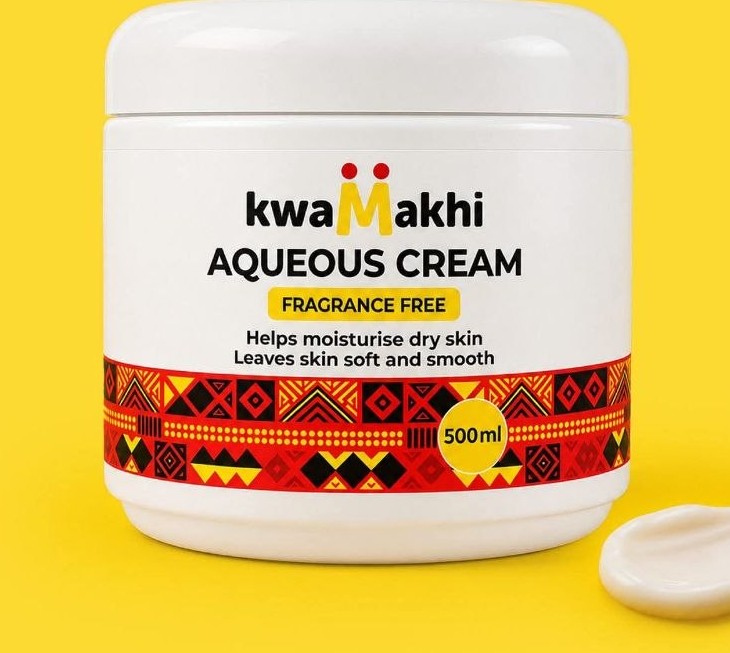 kwaMakhi
AQUEOUS CREAM
FRAGRANCE FREE
Helps moisturise dry skin
Leaves skin soft and smooth
500ml